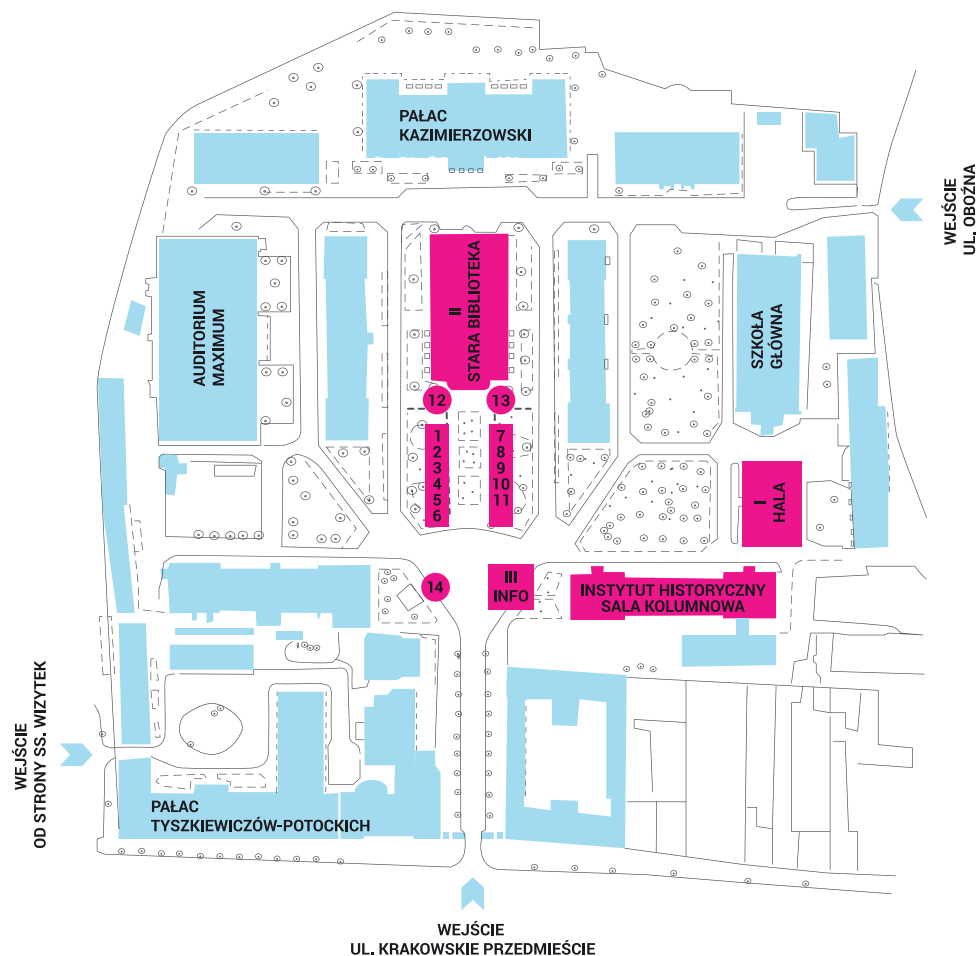 PAŁAC
KAZIMIERZOWSKI
WEJŚCIE
UL. OBOŹNA
AUDITORIUM
MAXIMUM
II
STARA BIBLIOTEKA
SZKOŁA
GŁÓWNA
12
13
1
2
3
4
5
6
7
8
9
10
11
I
HALA
14
III
INFO
INSTYTUT HISTORYCZNY
SALA KOLUMNOWA
WEJŚCIE
OD STRONY SS. WIZYTEK
PAŁAC
TYSZKIEWICZÓW-POTOCKICH
WEJŚCIE
UL. KRAKOWSKIE PRZEDMIEŚCIE